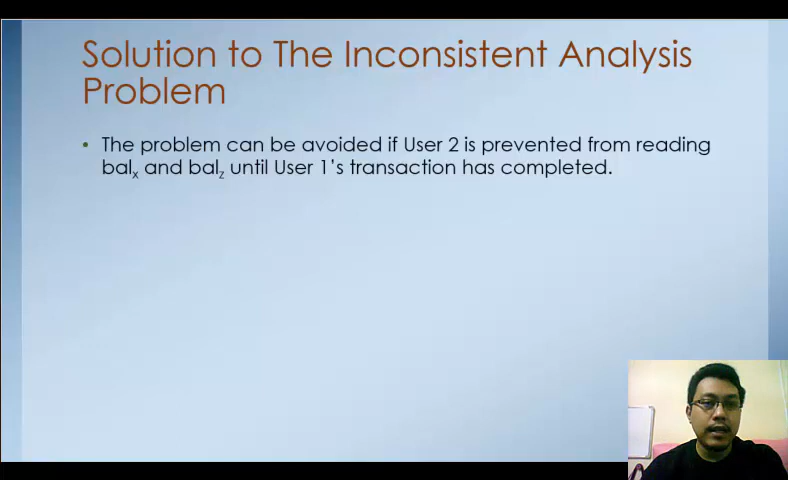 Solution to The Inconsistent Analysis
Problem
• The problem can be avoided if User 2 is prevented from reading
balx and balz until User 1's transaction has completed.